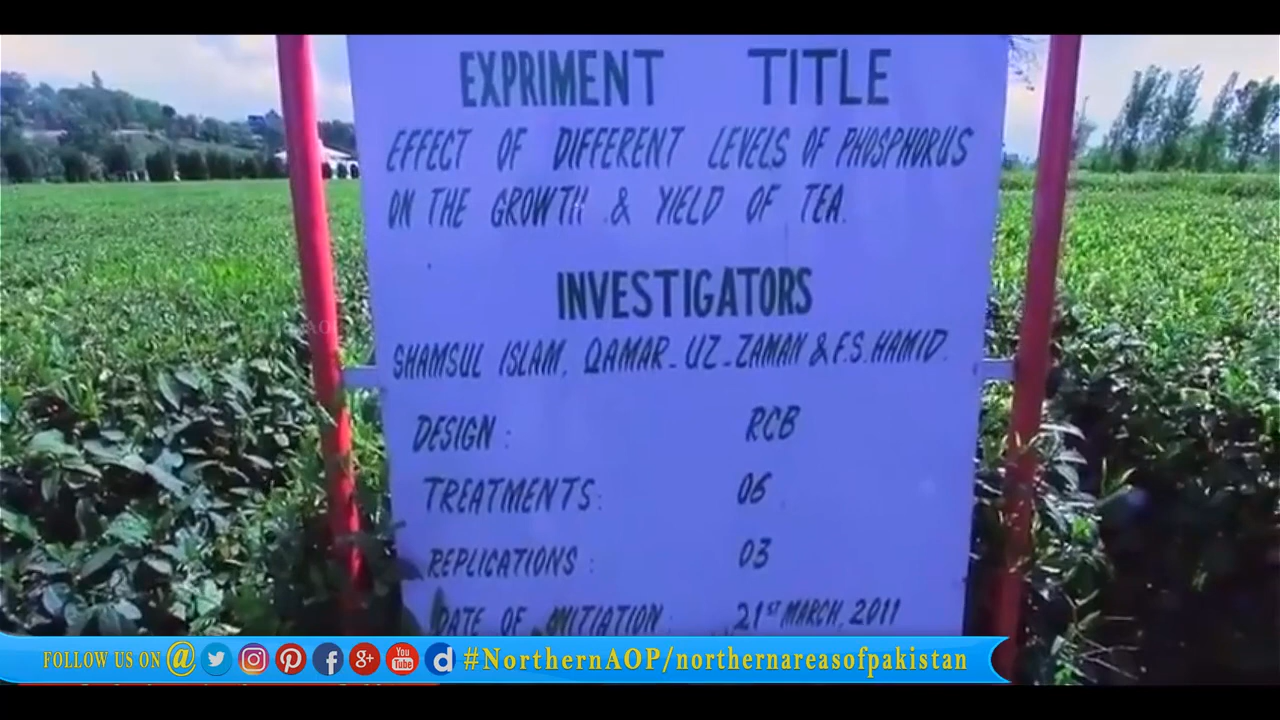 EXPRIMENT TITLE
EFFECT OF DIFFERENT LEVELS OF PHOSPHORUS
ON THE GROWTH & YIELD OF TEA.
INVESTIGATORS
SHAMSUL ISLAM, QAMAR-UZ-ZAMAN & F.S.HAMID.
DESIGN : RCB
TREATMENTS: 06
REPLICATIONS : 03
DATE OF INITIATION : 21ST MARCH, 2011
FOLLOW US ON @ You Tube #NorthernAOP/northernareasofpakistan